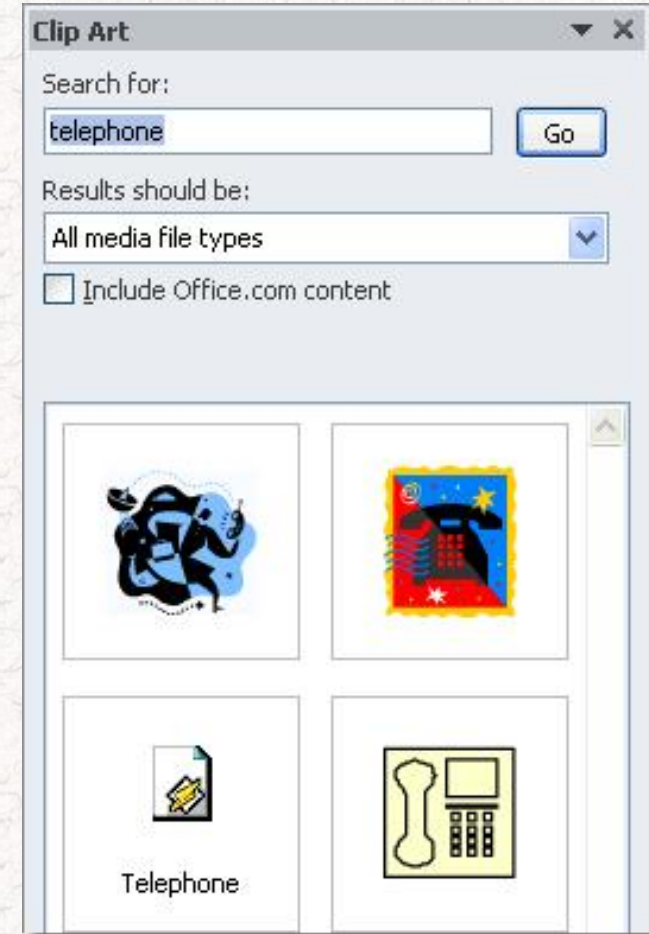 Clip Art
Search for:
telephone
Go
Results should be:
All media file types
Include Office.com content
Telephone